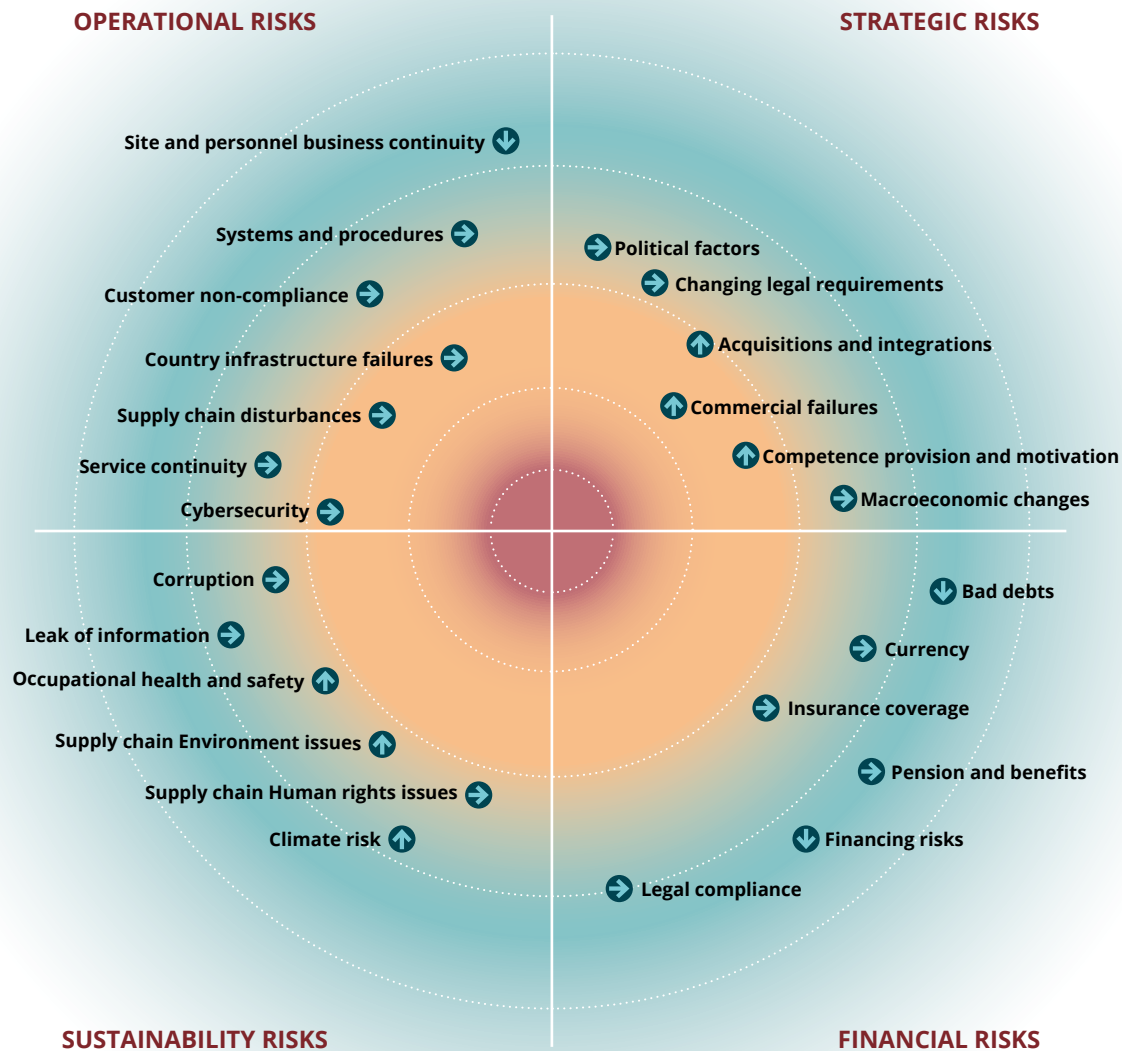 OPERATIONAL RISKS
STRATEGIC RISKS
Site and personnel business continuity
Systems and procedures
Customer non-compliance
Country infrastructure failures
Supply chain disturbances
Service continuity
Cybersecurity
Political factors
Changing legal requirements
Acquisitions and integrations
Commercial failures
Competence provision and motivation
Macroeconomic changes
Corruption
Leak of information
Occupational health and safety
Supply chain Environment issues
Supply chain Human rights issues
Climate risk
Bad debts
Currency
Insurance coverage
Pension and benefits
Financing risks
Legal compliance
SUSTAINABILITY RISKS
FINANCIAL RISKS